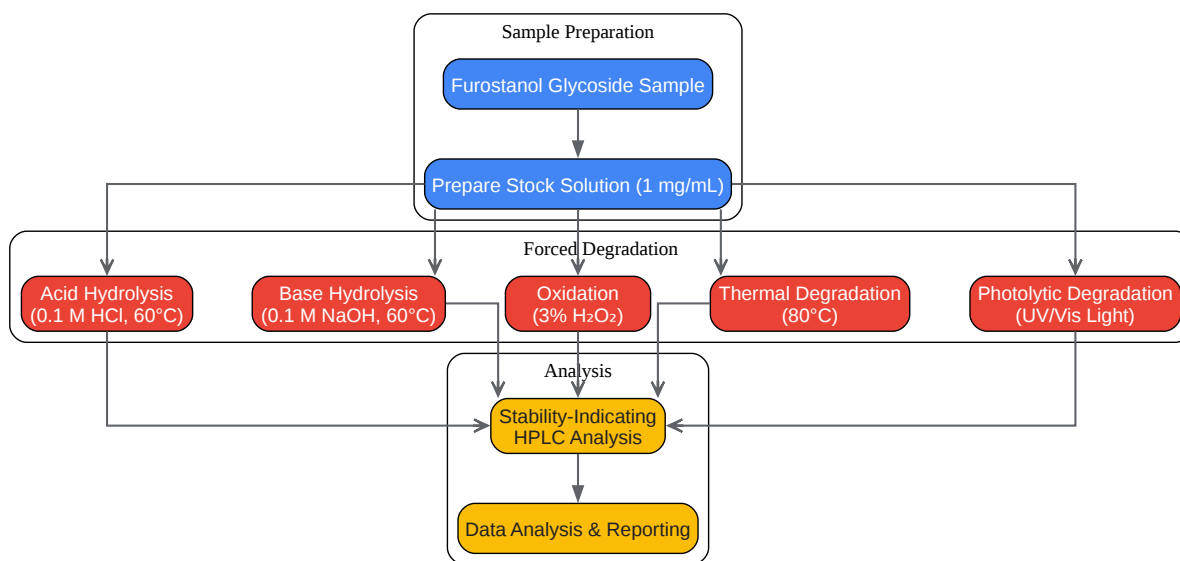 Sample Preparation
Furostanol Glycoside Sample
Prepare Stock Solution (1 mg/mL)
Forced Degradation
Acid Hydrolysis
(0.1 M HCl, 60°C)
Base Hydrolysis
(0.1 M NaOH, 60°C)
Oxidation
(3% H₂O₂)
Thermal Degradation
(80°C)
Photolytic Degradation
(UV/Vis Light)
Analysis
Stability-Indicating
HPLC Analysis
Data Analysis & Reporting